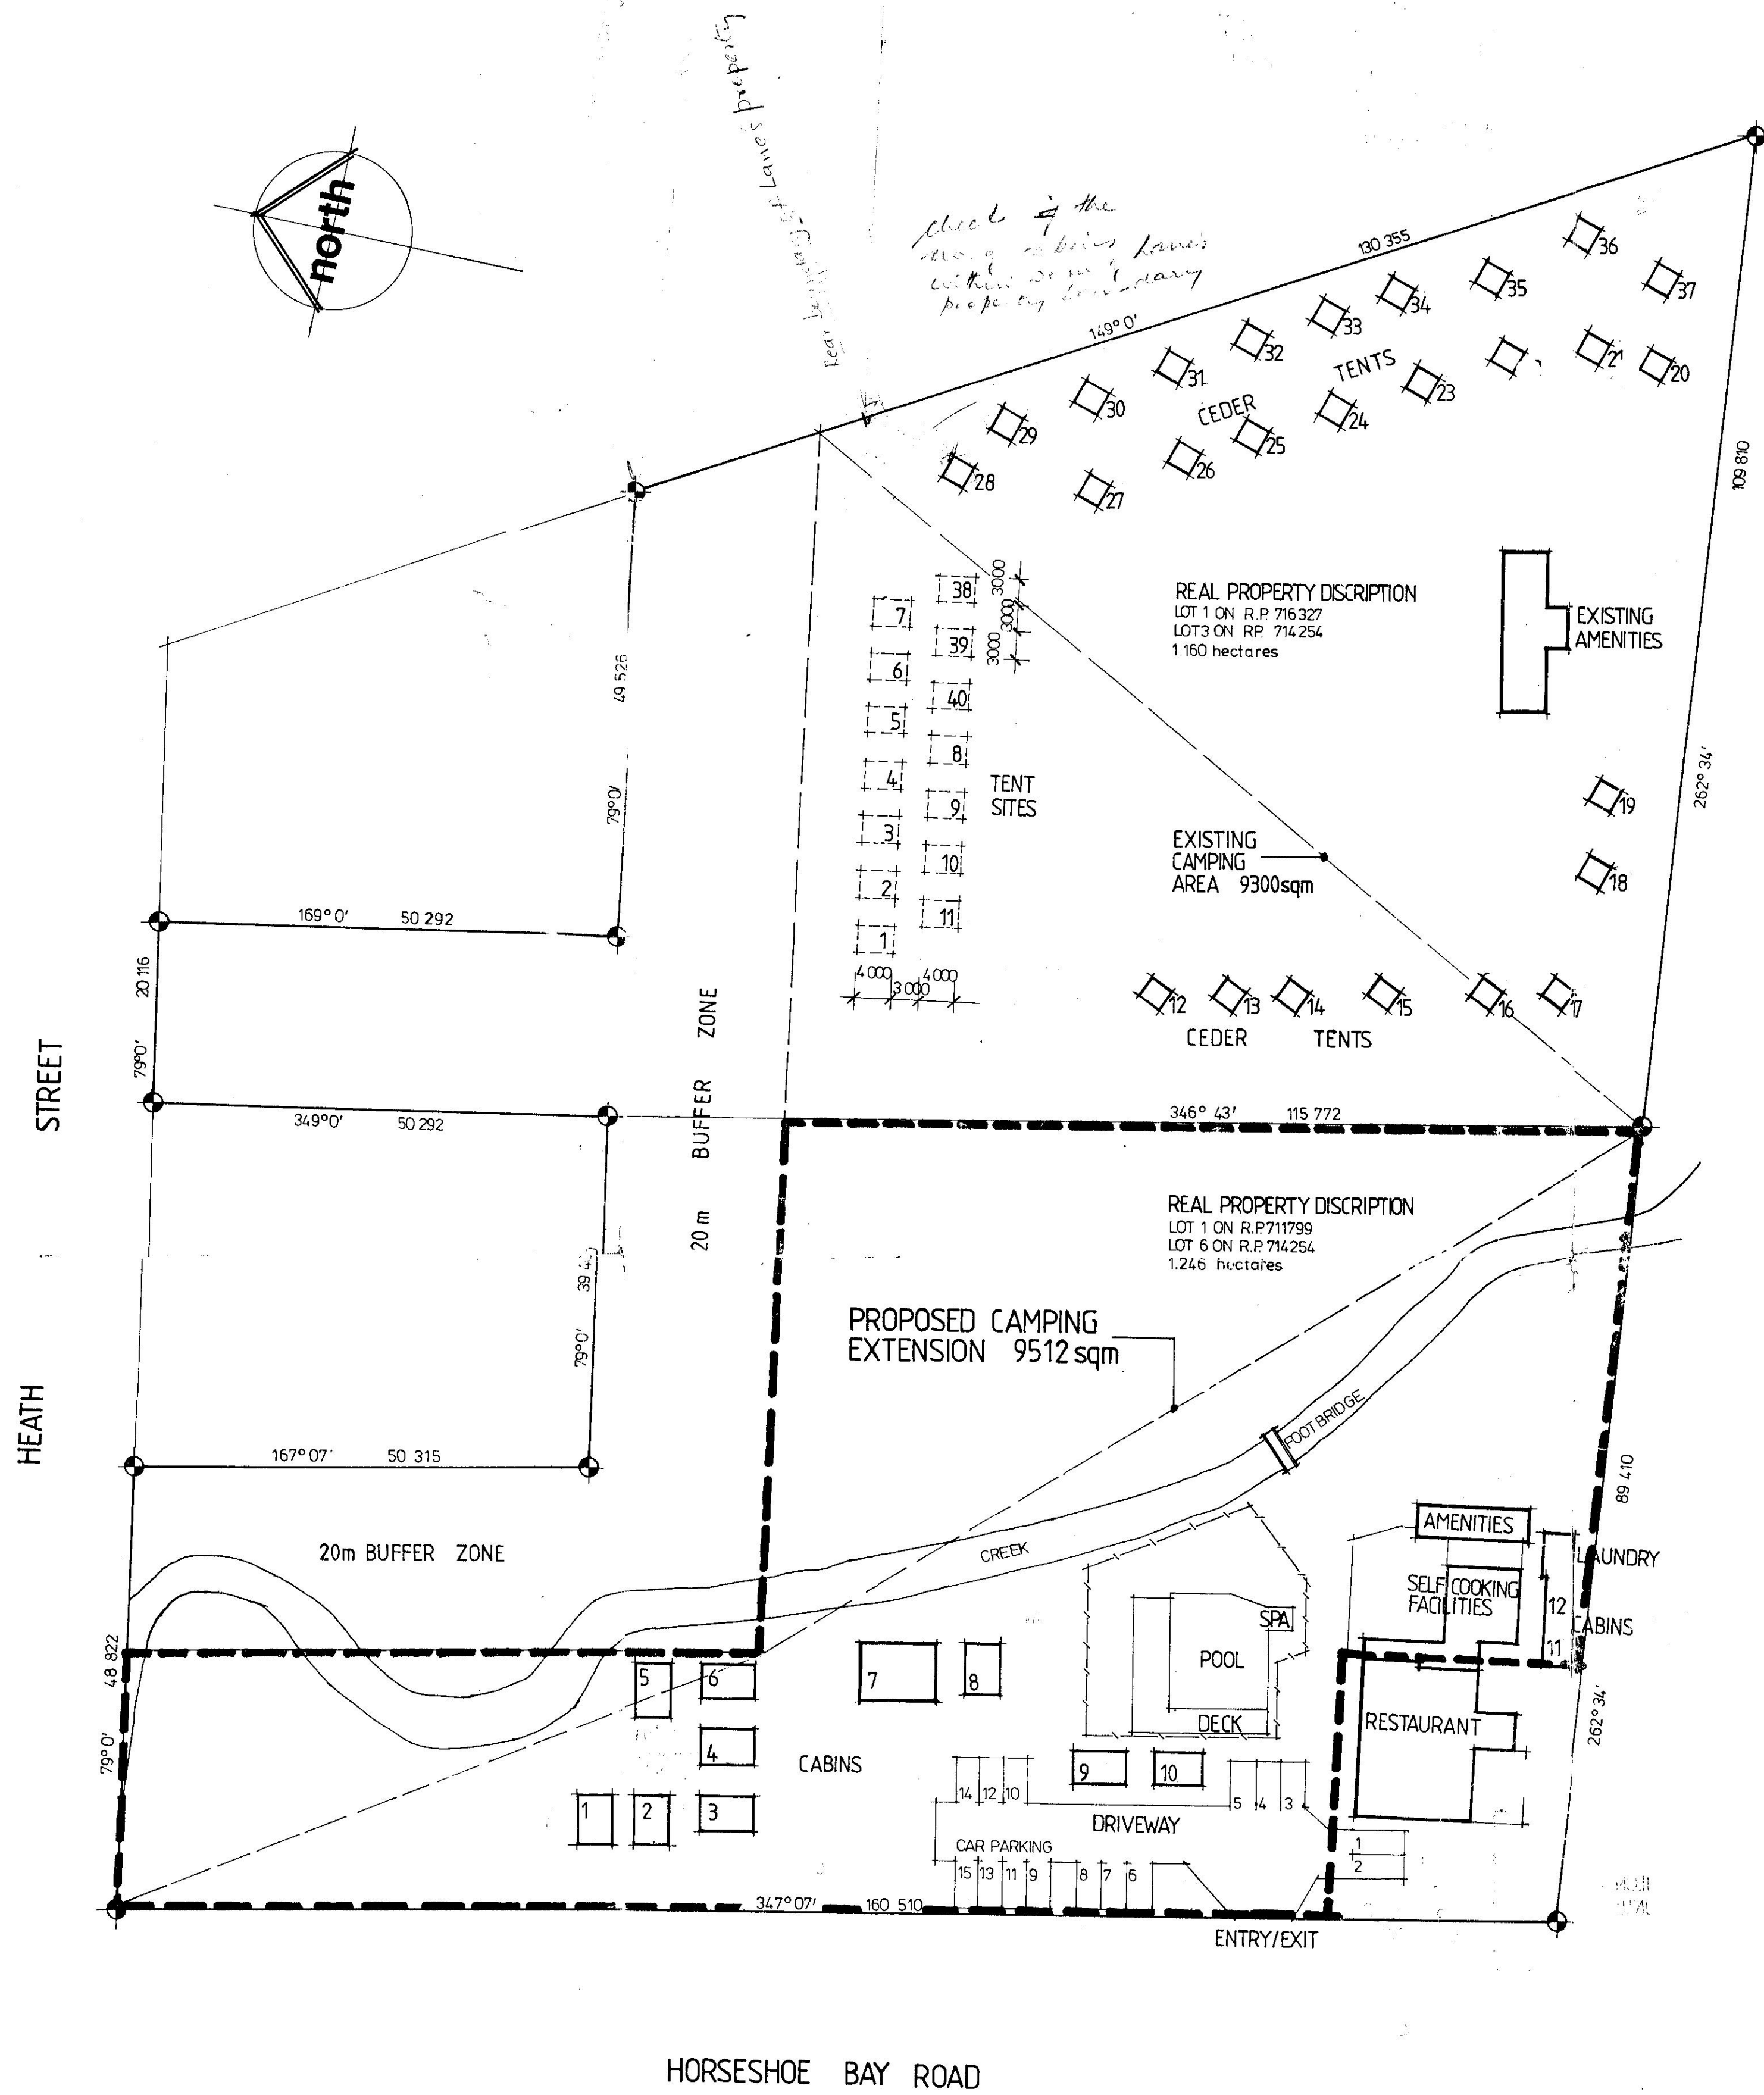 Rear boundary of Lane's property
check if the
no. of cabins Lane's
within
property boundary
north
130 355
149° 0'
36
37
35
34
33
32
31
30
29
28
TENTS
CEDER
21
20
23
24
25
26
27
109 810
262° 34'
REAL PROPERTY DISCRIPTION
LOT 1 ON R.P. 716327
LOT3 ON RP. 714254
1.160 hectares
EXISTING
AMENITIES
38
39
40
8
9
10
11
7
6
5
4
3
2
1
3000
3000
3000
4000
3000
4000
TENT
SITES
EXISTING
CAMPING
AREA 9300sqm
19
18
12
13
14
15
16
17
CEDER TENTS
49 526
79°0'
169° 0' 50 292
20 116
79°0'
349°0' 50 292
346° 43' 115 772
STREET
HEATH
20m BUFFER ZONE
79°0'
167° 07' 50 315
REAL PROPERTY DISCRIPTION
LOT 1 ON R.P.711799
LOT 6 ON R.P. 714254
1.246 hectares
PROPOSED CAMPING
EXTENSION 9512 sqm
FOOT BRIDGE
CREEK
89 410
262° 34'
20m BUFFER ZONE
48 822
79°0'
AMENITIES
LAUNDRY
SELF COOKING
FACILITIES
12
11
CABINS
SPA
POOL
DECK
RESTAURANT
5
6
7
8
4
1
2
3
CABINS
9
10
14
12
10
5
4
3
DRIVEWAY
CAR PARKING
15
13
11
9
8
7
6
1
2
347° 07' 160 510
ENTRY/EXIT
HORSESHOE BAY ROAD